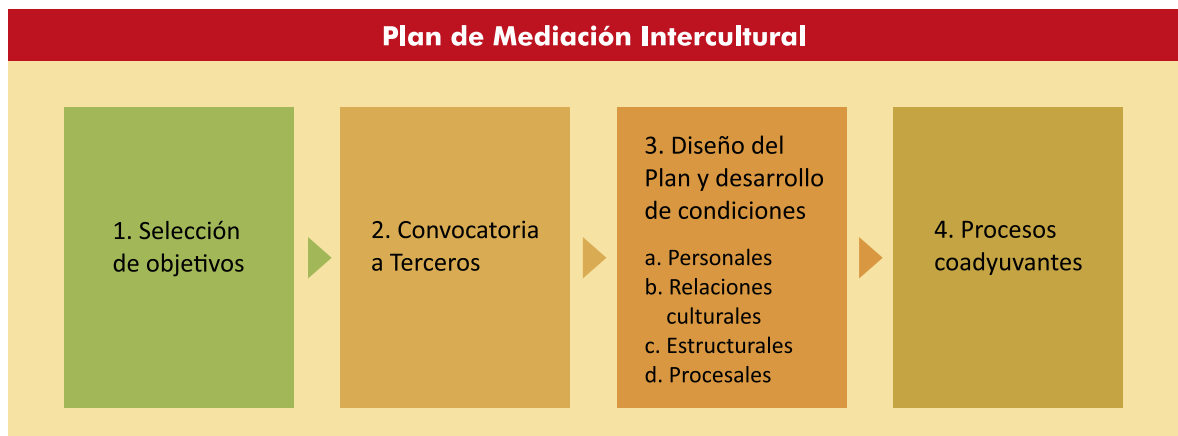 Plan de Mediación Intercultural
1. Selección
de objetivos
2. Convocatoria
a Terceros
3. Diseño del
Plan y desarrollo
de condiciones
a. Personales
b. Relaciones
culturales
c. Estructurales
d. Procesales
4. Procesos
coadyuvantes